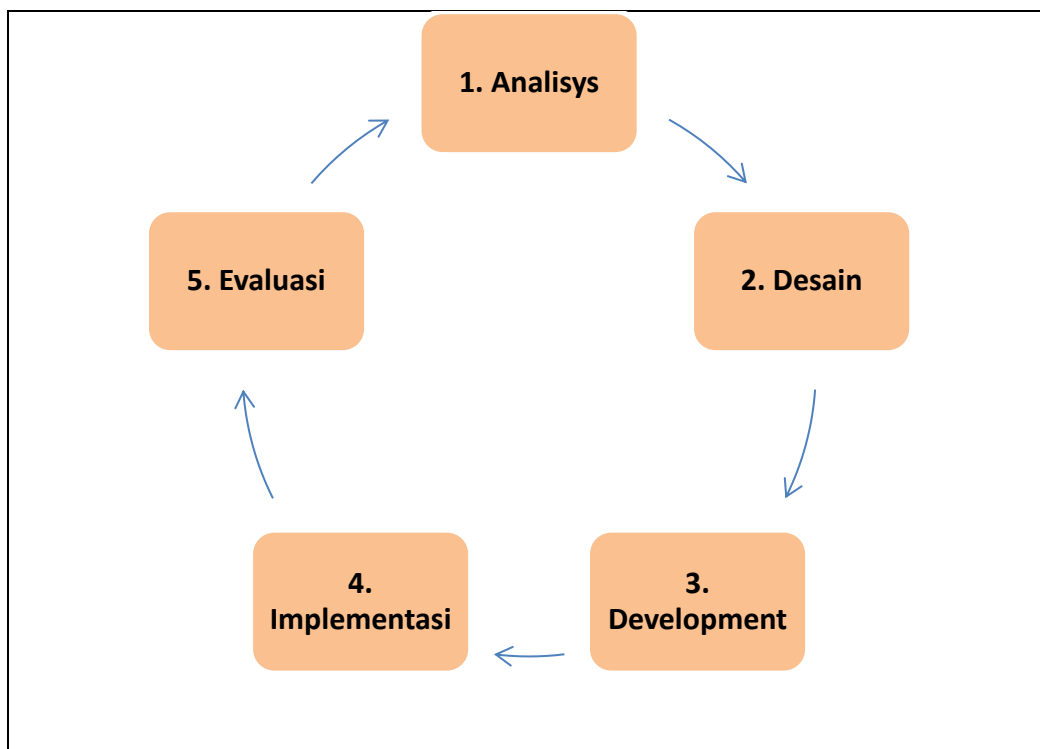 1. Analisys
2. Desain
3.
Development
4.
Implementasi
5. Evaluasi